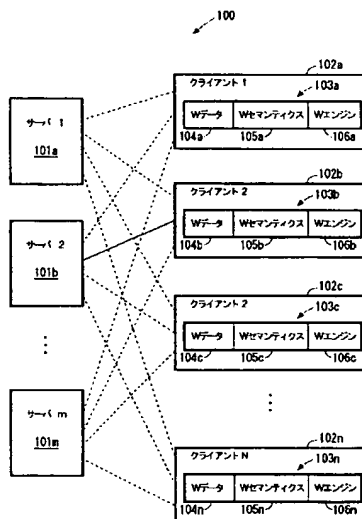 100
サーバ 1
101a
サーバ 2
101b
サーバ m
101m
102a
クライアント 1
103a
Wデータ Wセマンティクス Wエンジン
104a 105a 106a
102b
クライアント 2
103b
Wデータ Wセマンティクス Wエンジン
104b 105b 106b
102c
クライアント 2
103c
Wデータ Wセマンティクス Wエンジン
104c 105c 106c
102n
クライアント N
103n
Wデータ Wセマンティクス Wエンジン
104n 105n 106n